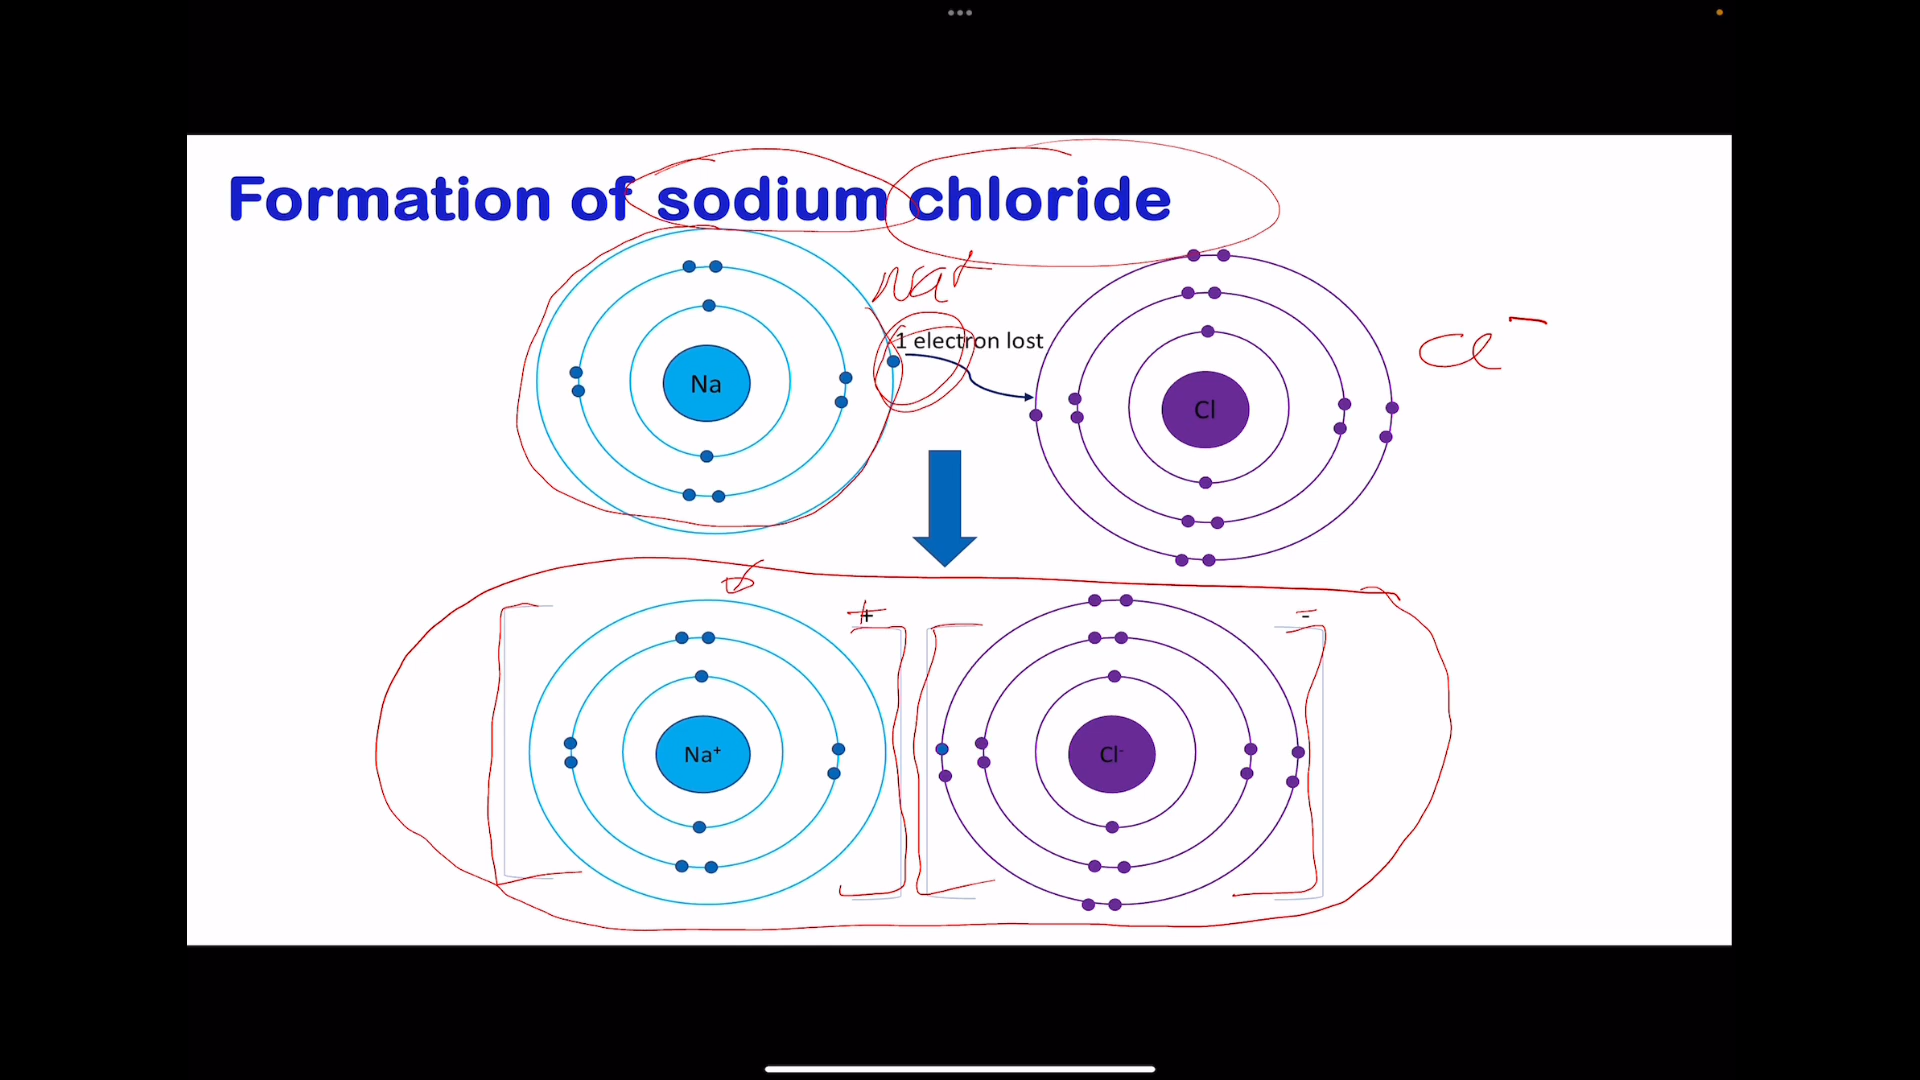 Formation of sodium chloride
Na⁺
1 electron lost
Cl⁻
Na
Cl
+
+
-
-
Na⁺
Cl⁻